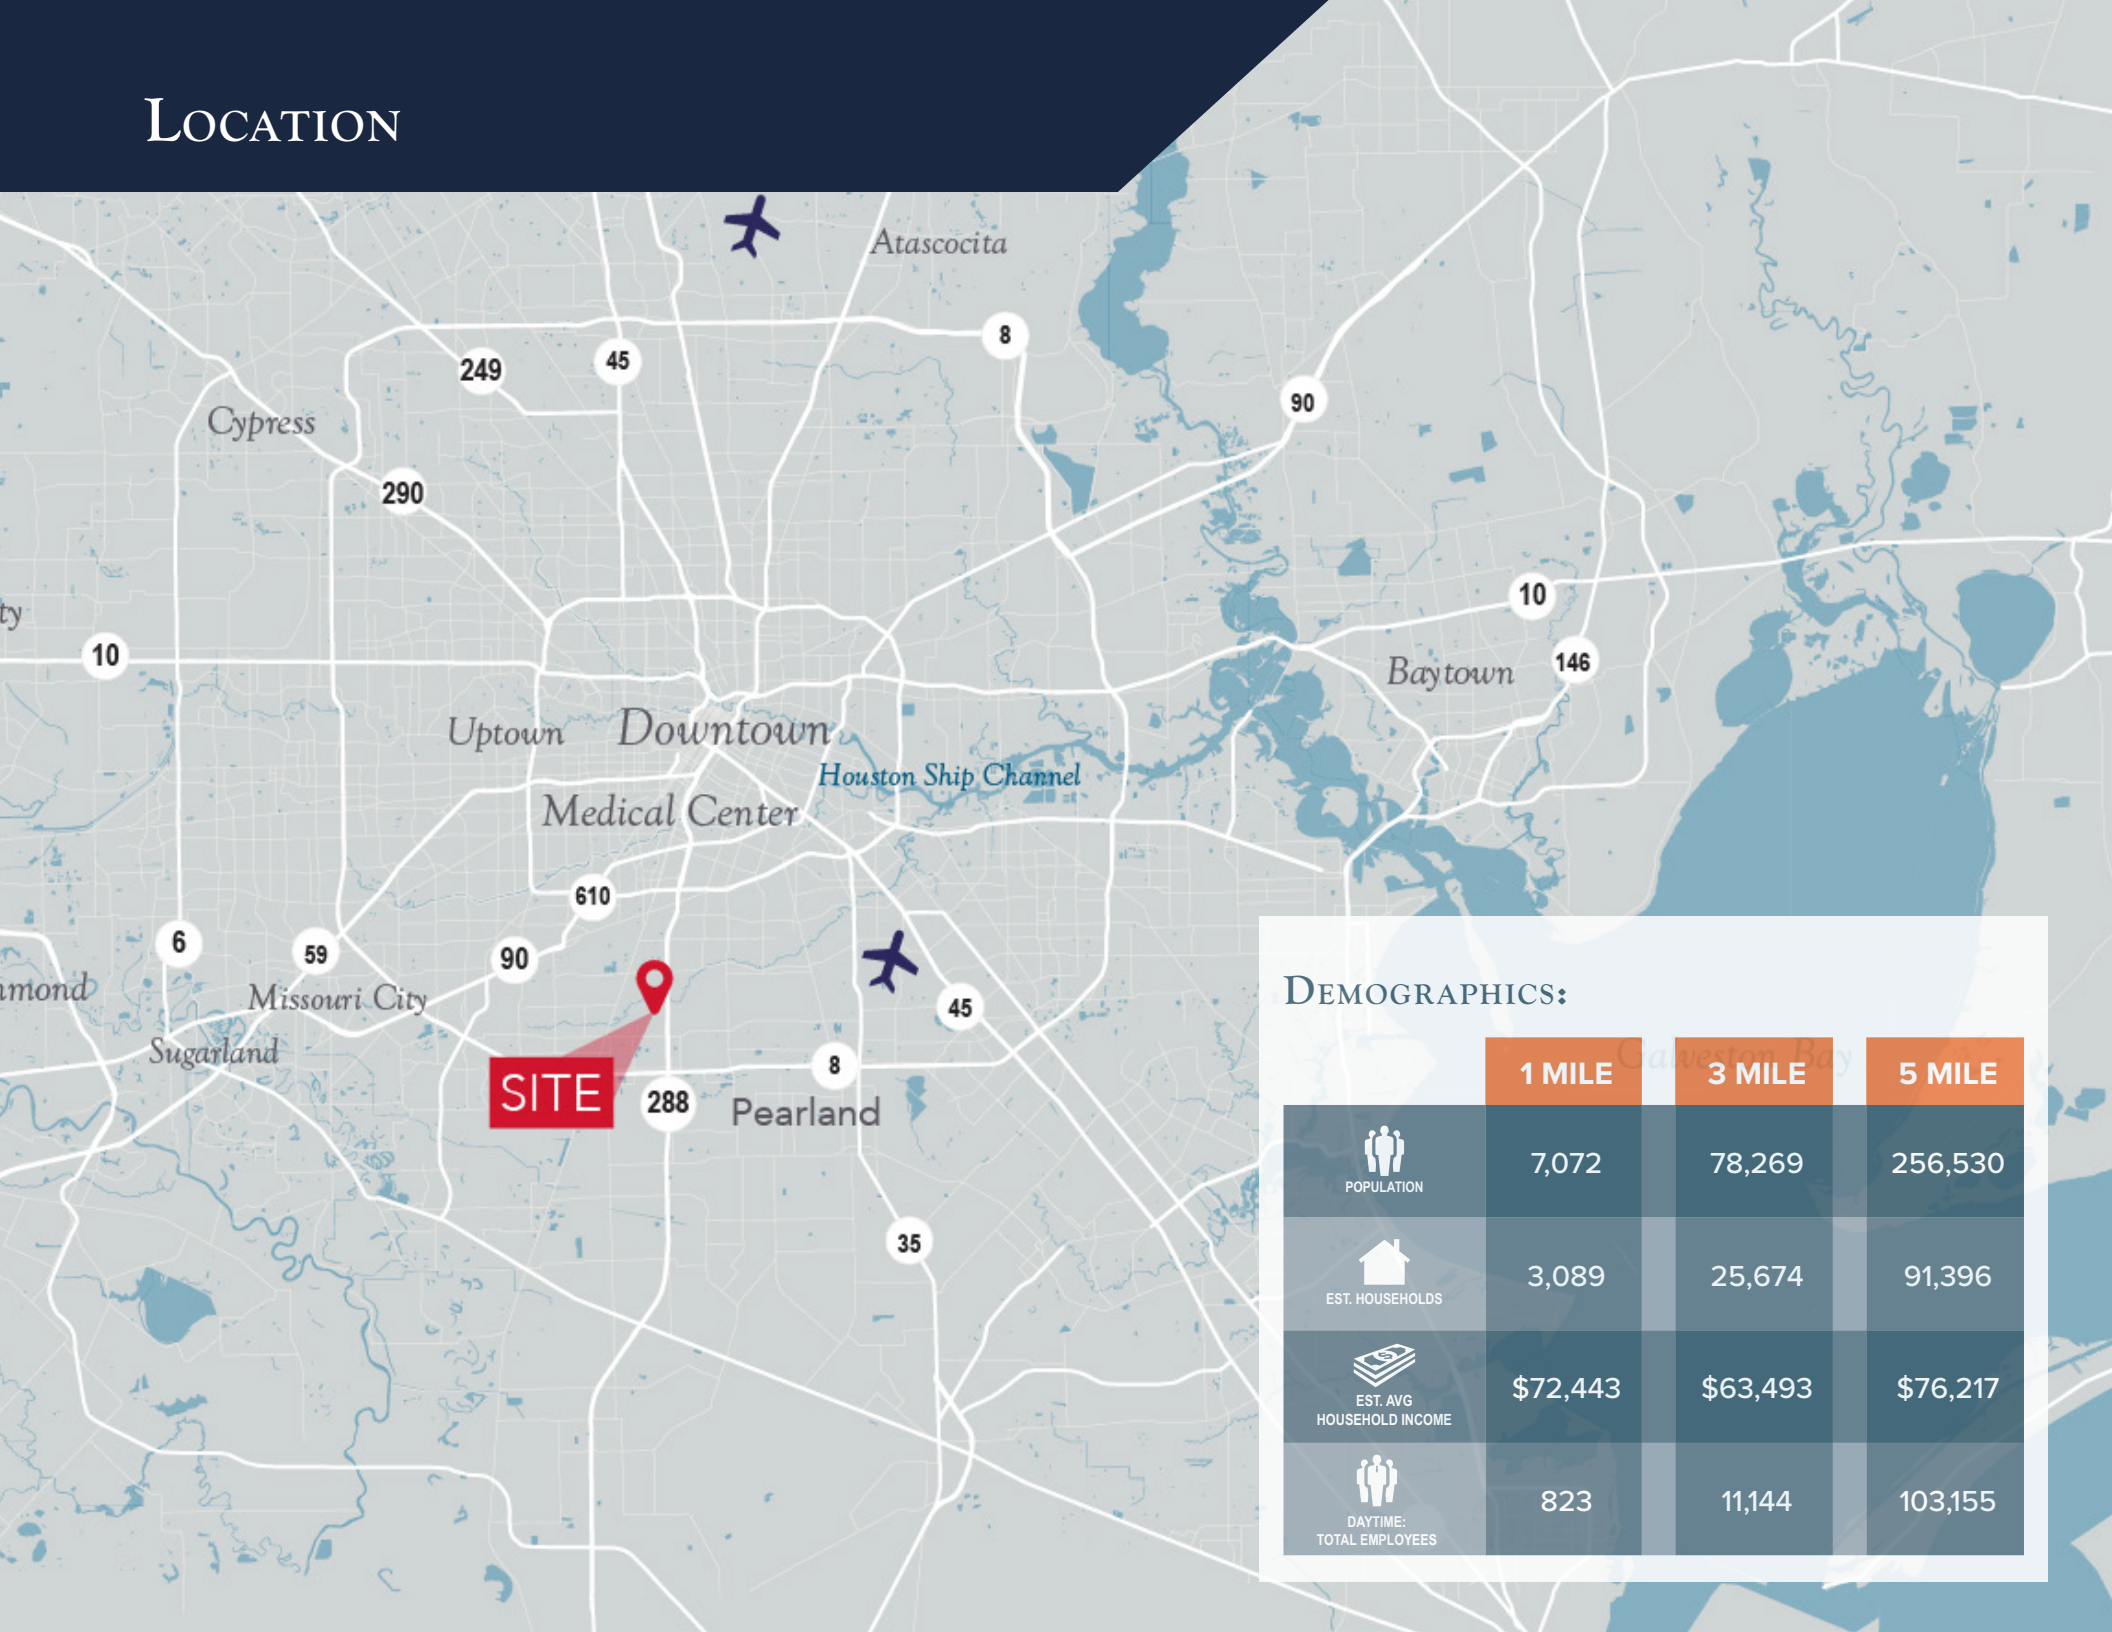 LOCATION
Atascocita
8
249
45
90
Cypress
290
ty
10
10
146
Baytown
Uptown
Downtown
Houston Ship Channel
Medical Center
610
6
59
90
mond
Missouri City
45
Sugarland
8
SITE
288
Pearland
35
DEMOGRAPHICS:
Galveston Bay
1 MILE 3 MILE 5 MILE
POPULATION 7,072 78,269 256,530
EST. HOUSEHOLDS 3,089 25,674 91,396
EST. AVG
HOUSEHOLD INCOME $72,443 $63,493 $76,217
DAYTIME:
TOTAL EMPLOYEES 823 11,144 103,155